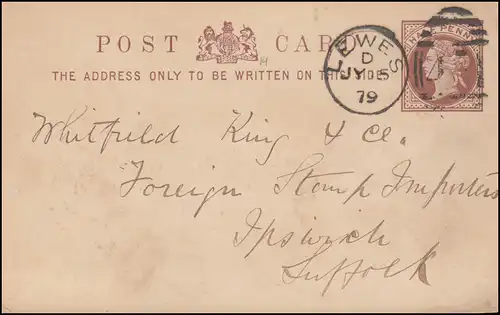 POST CARD
THE ADDRESS ONLY TO BE WRITTEN ON THIS SIDE
LEWES
D
JY 5
79
Whitfield King & Co.
Foreign Stamp Importers
Ipswich
Suffolk